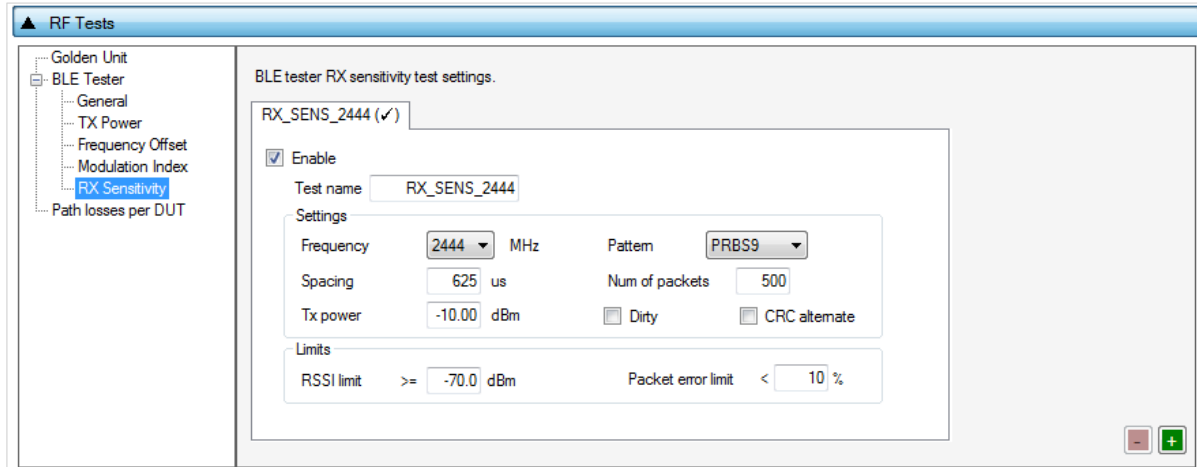 ▲ RF Tests
Golden Unit
BLE Tester
General
TX Power
Frequency Offset
Modulation Index
RX Sensitivity
Path losses per DUT
BLE tester RX sensitivity test settings.
RX_SENS_2444 (✓)
Enable
Test name RX_SENS_2444
Settings
Frequency 2444 MHz Pattern PRBS9
Spacing 625 us Num of packets 500
Tx power -10.00 dBm Dirty CRC alternate
Limits
RSSI limit >= -70.0 dBm Packet error limit < 10 %
- +